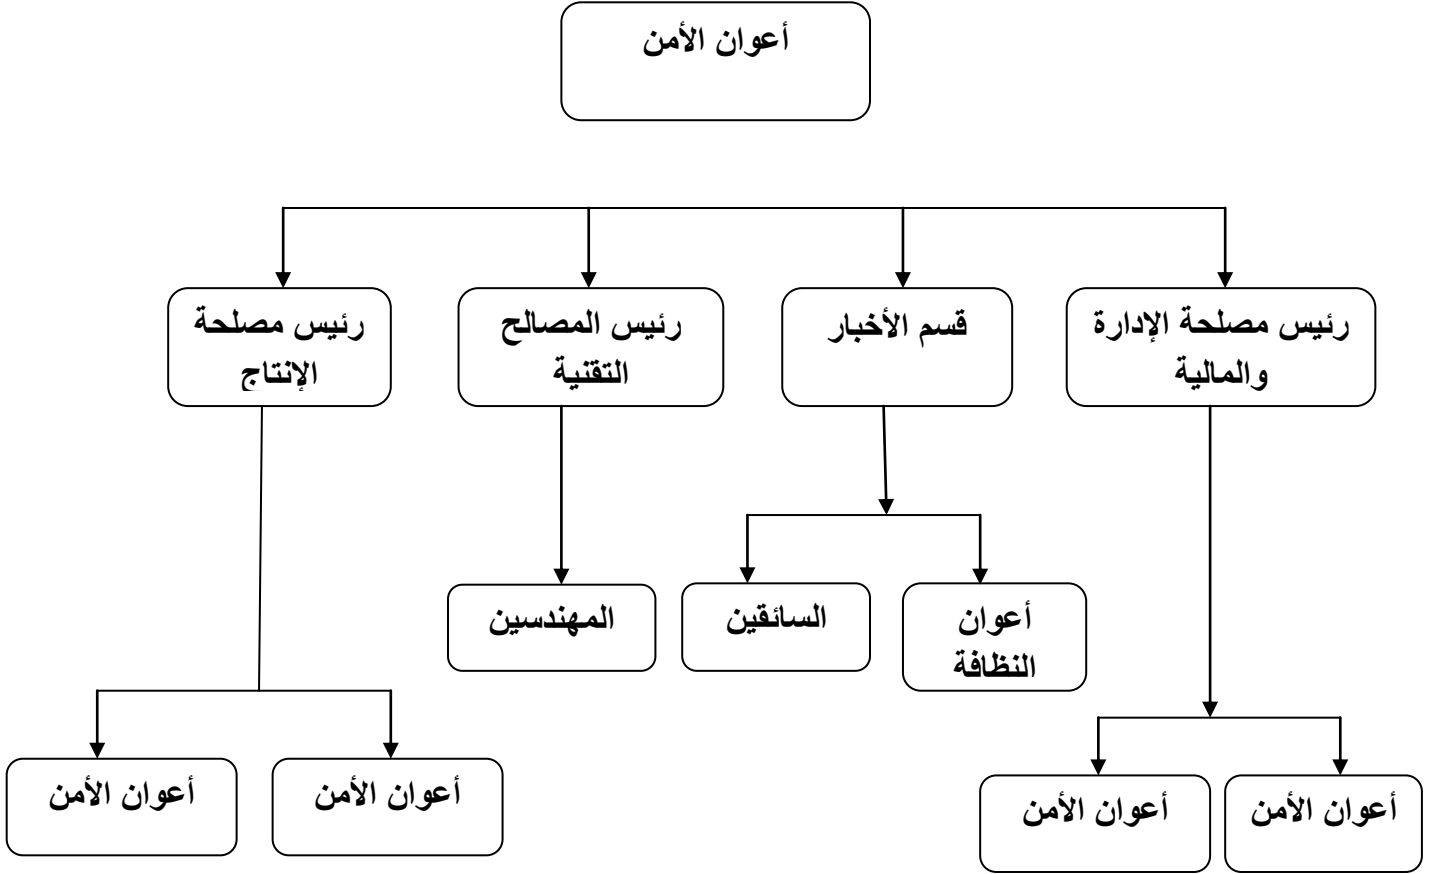 أعوان الأمن
رئيس مصلحة الإدارة
والمالية
قسم الأخبار
رئيس المصالح
التقنية
رئيس مصلحة
الإنتاج
أعوان
النظافة
السائقين
المهندسين
أعوان الأمن
أعوان الأمن
أعوان الأمن
أعوان الأمن